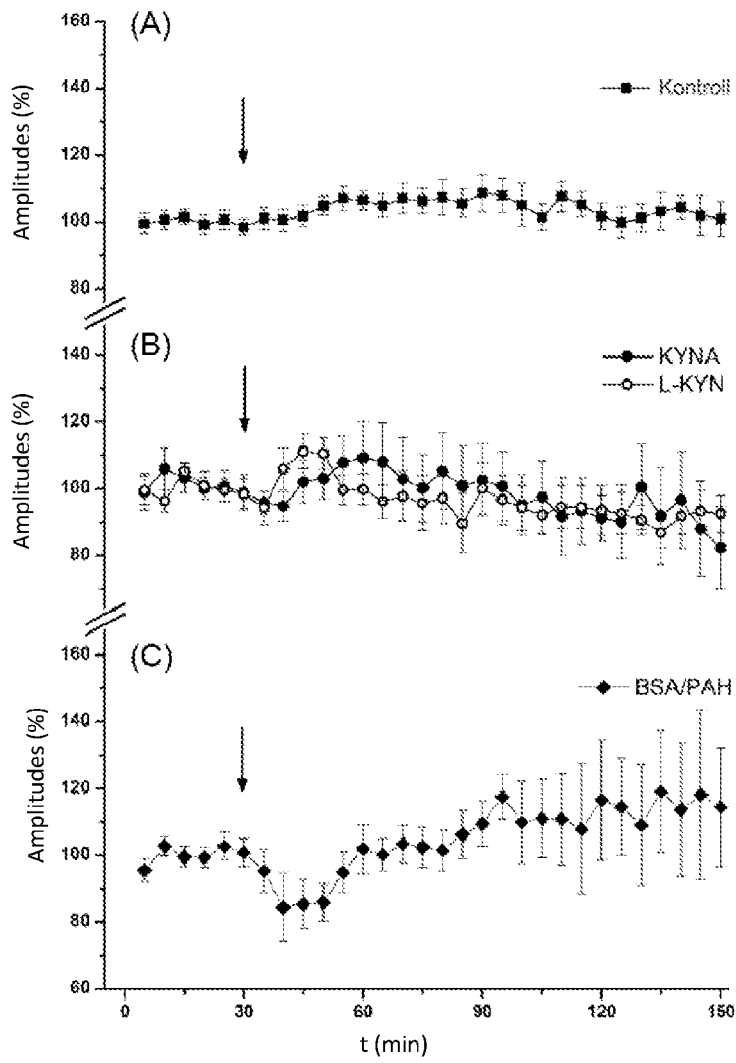 (A)
160
140
120
100
80
Amplitudes (%)
Kontroll
(B)
140
120
100
80
Amplitudes (%)
KYNA
L-KYN
(C)
160
140
120
100
80
60
Amplitudes (%)
BSA/PAH
0 30 60 90 120 150
t (min)